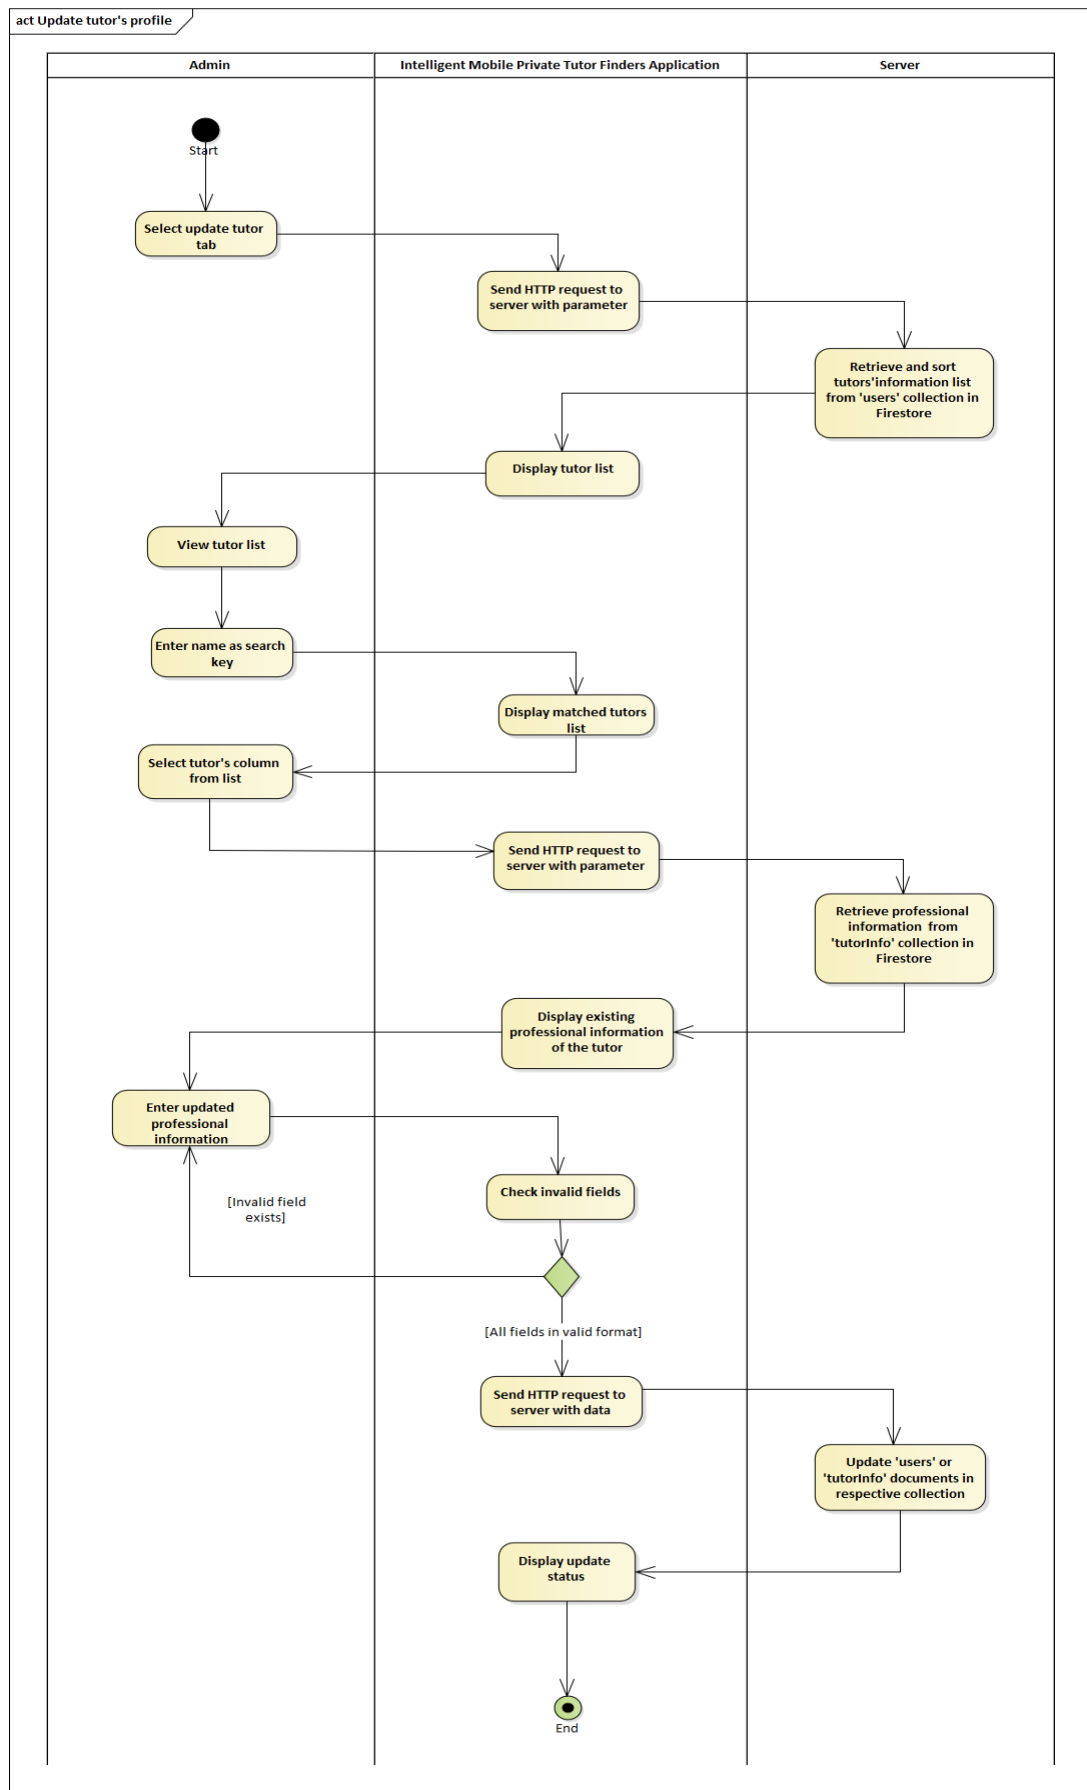 act Update tutor's profile
Admin
Intelligent Mobile Private Tutor Finders Application
Server
Start
Select update tutor
tab
Send HTTP request to
server with parameter
Retrieve and sort
tutors'information list
from 'users' collection in
Firestore
Display tutor list
View tutor list
Enter name as search
key
Display matched tutors
list
Select tutor's column
from list
Send HTTP request to
server with parameter
Retrieve professional
information from
'tutorInfo' collection in
Firestore
Display existing
professional information
of the tutor
Enter updated
professional
information
Check invalid fields
[Invalid field
exists]
[All fields in valid format]
Send HTTP request to
server with data
Update 'users' or
'tutorInfo' documents in
respective collection
Display update
status
End